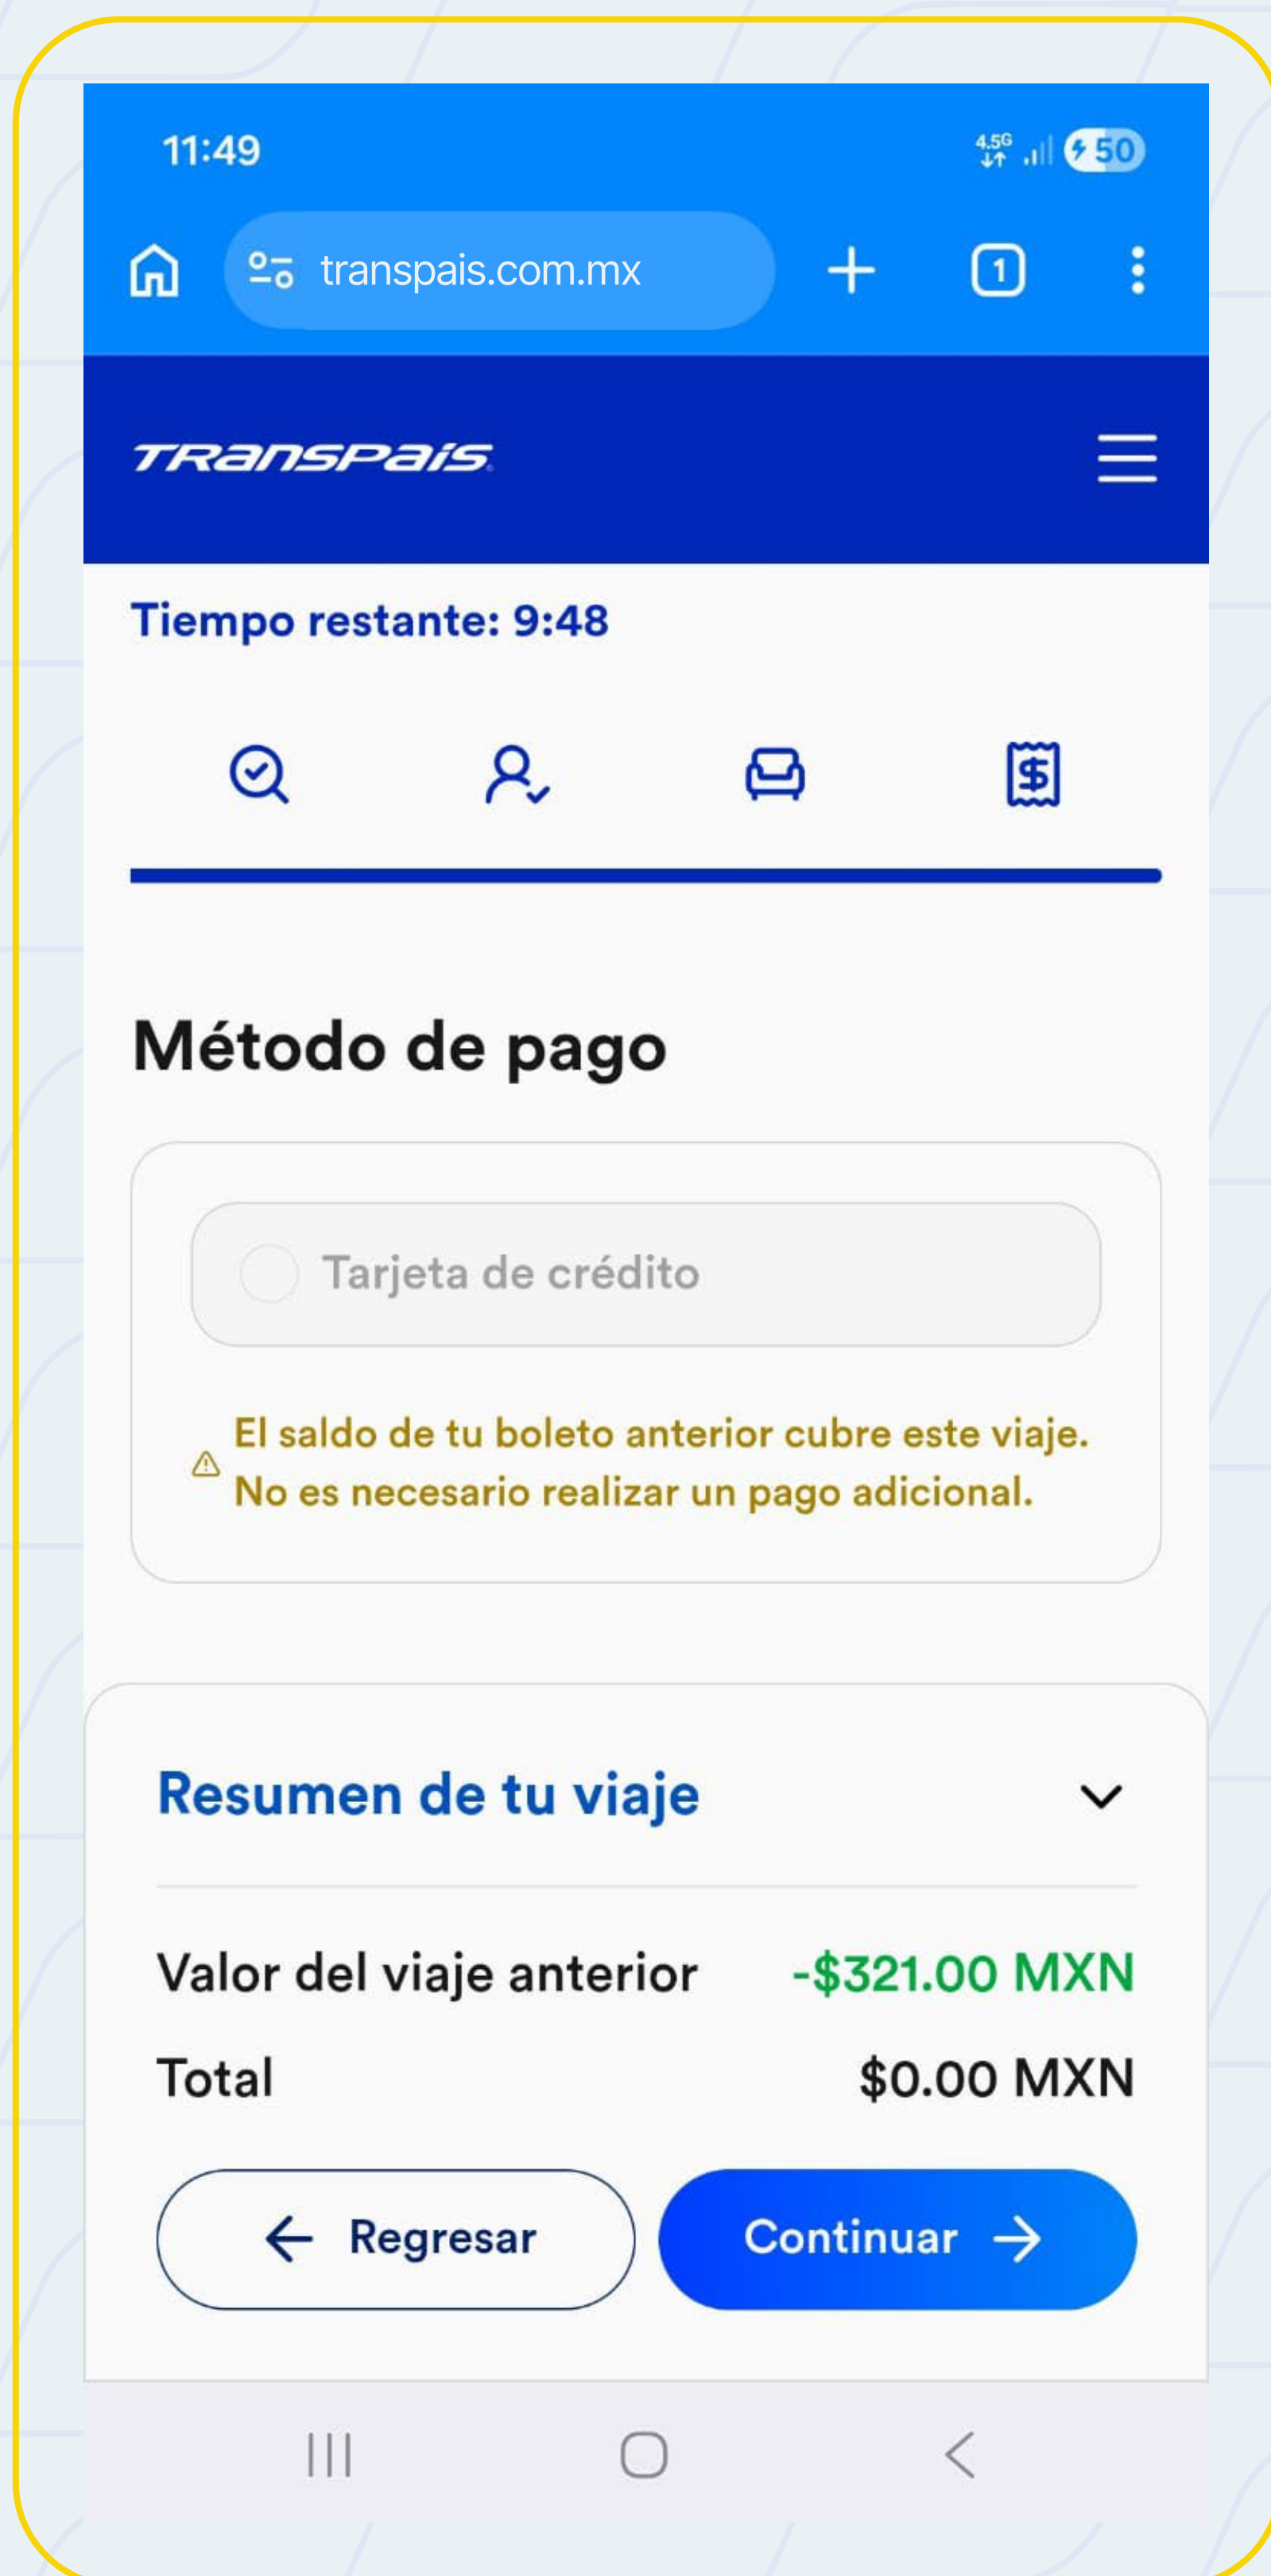 11:49
4.5G
50
transpais.com.mx
1
TRANSPAÍS
Tiempo restante: 9:48
Método de pago
Tarjeta de crédito
El saldo de tu boleto anterior cubre este viaje.
No es necesario realizar un pago adicional.
Resumen de tu viaje
Valor del viaje anterior -$321.00 MXN
Total $0.00 MXN
Regresar
Continuar